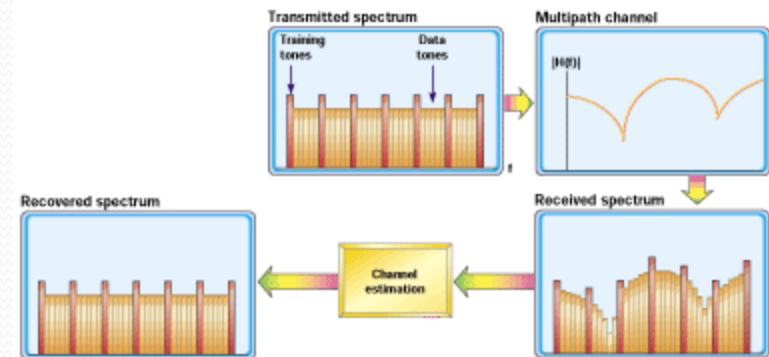 Transmitted spectrum
Training
tones
Data
tones
f
Multipath channel
|H(f)|
Received spectrum
Channel
estimation
Recovered spectrum